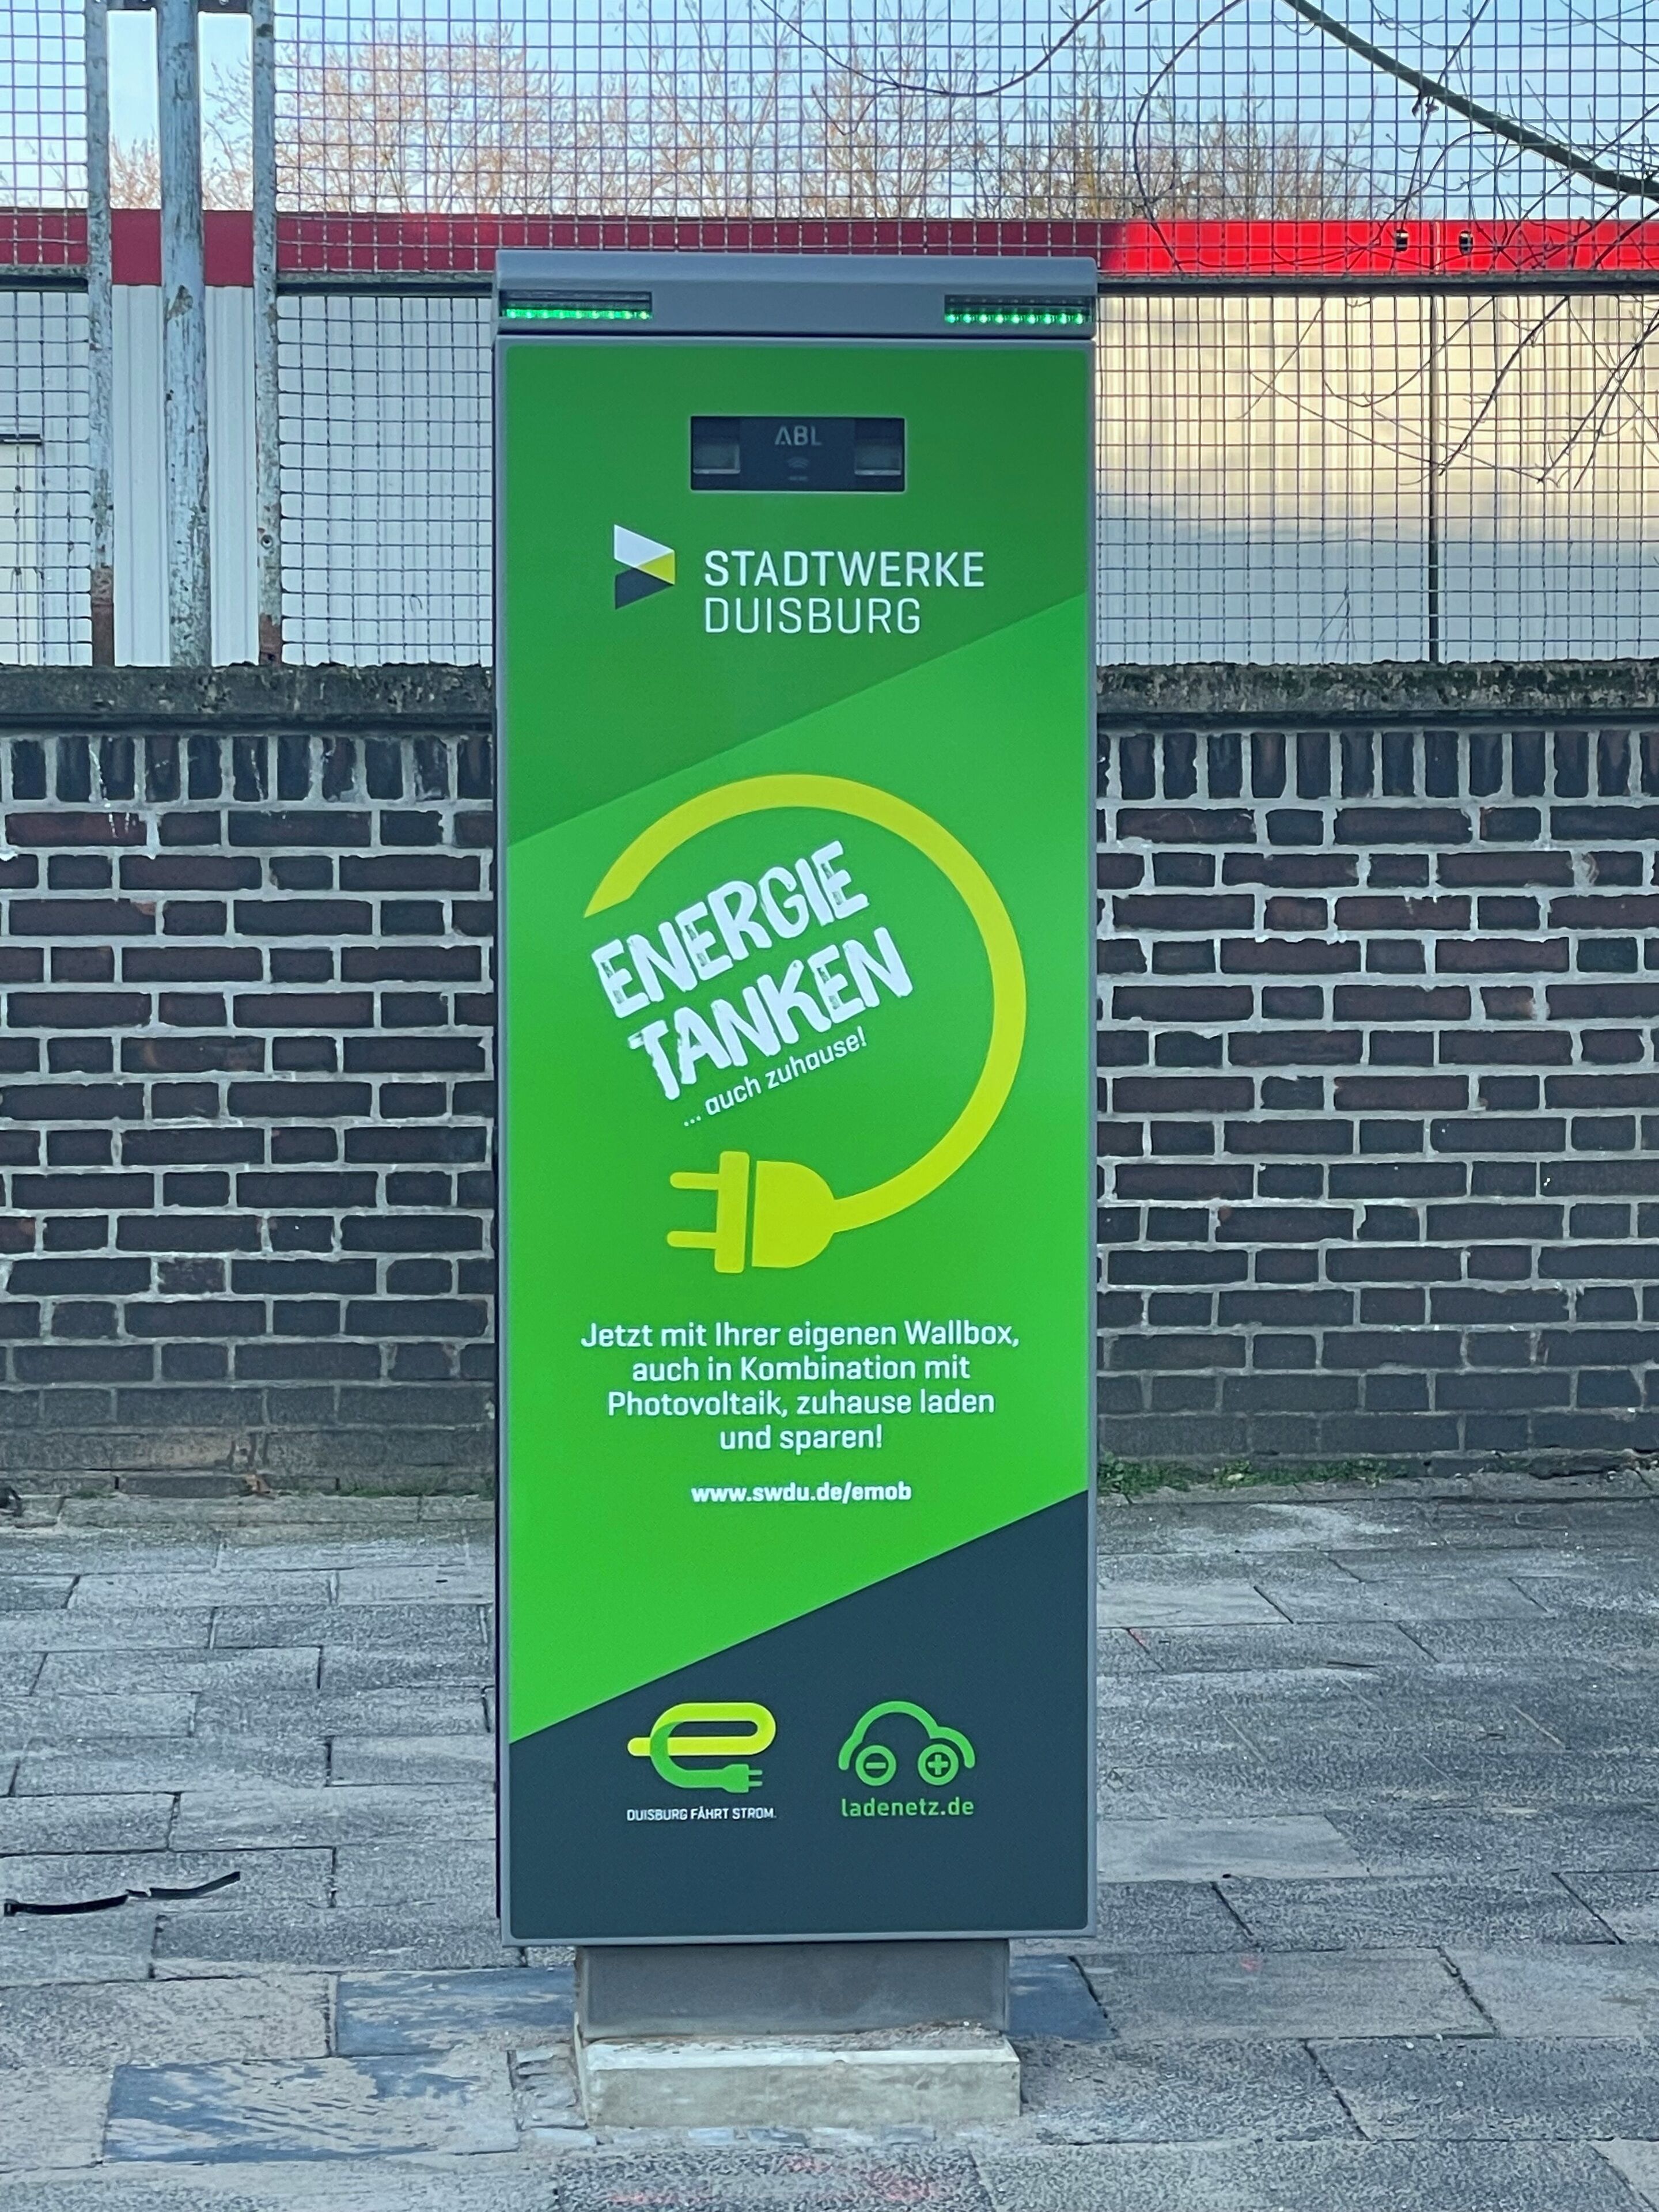 ABL
STADTWERKE
DUISBURG
ENERGIE
TANKEN
... auch zuhause!
Jetzt mit Ihrer eigenen Wallbox,
auch in Kombination mit
Photovoltaik, zuhause laden
und sparen!
www.swdu.de/emob
DUISBURG FÄHRT STROM.
ladenetz.de